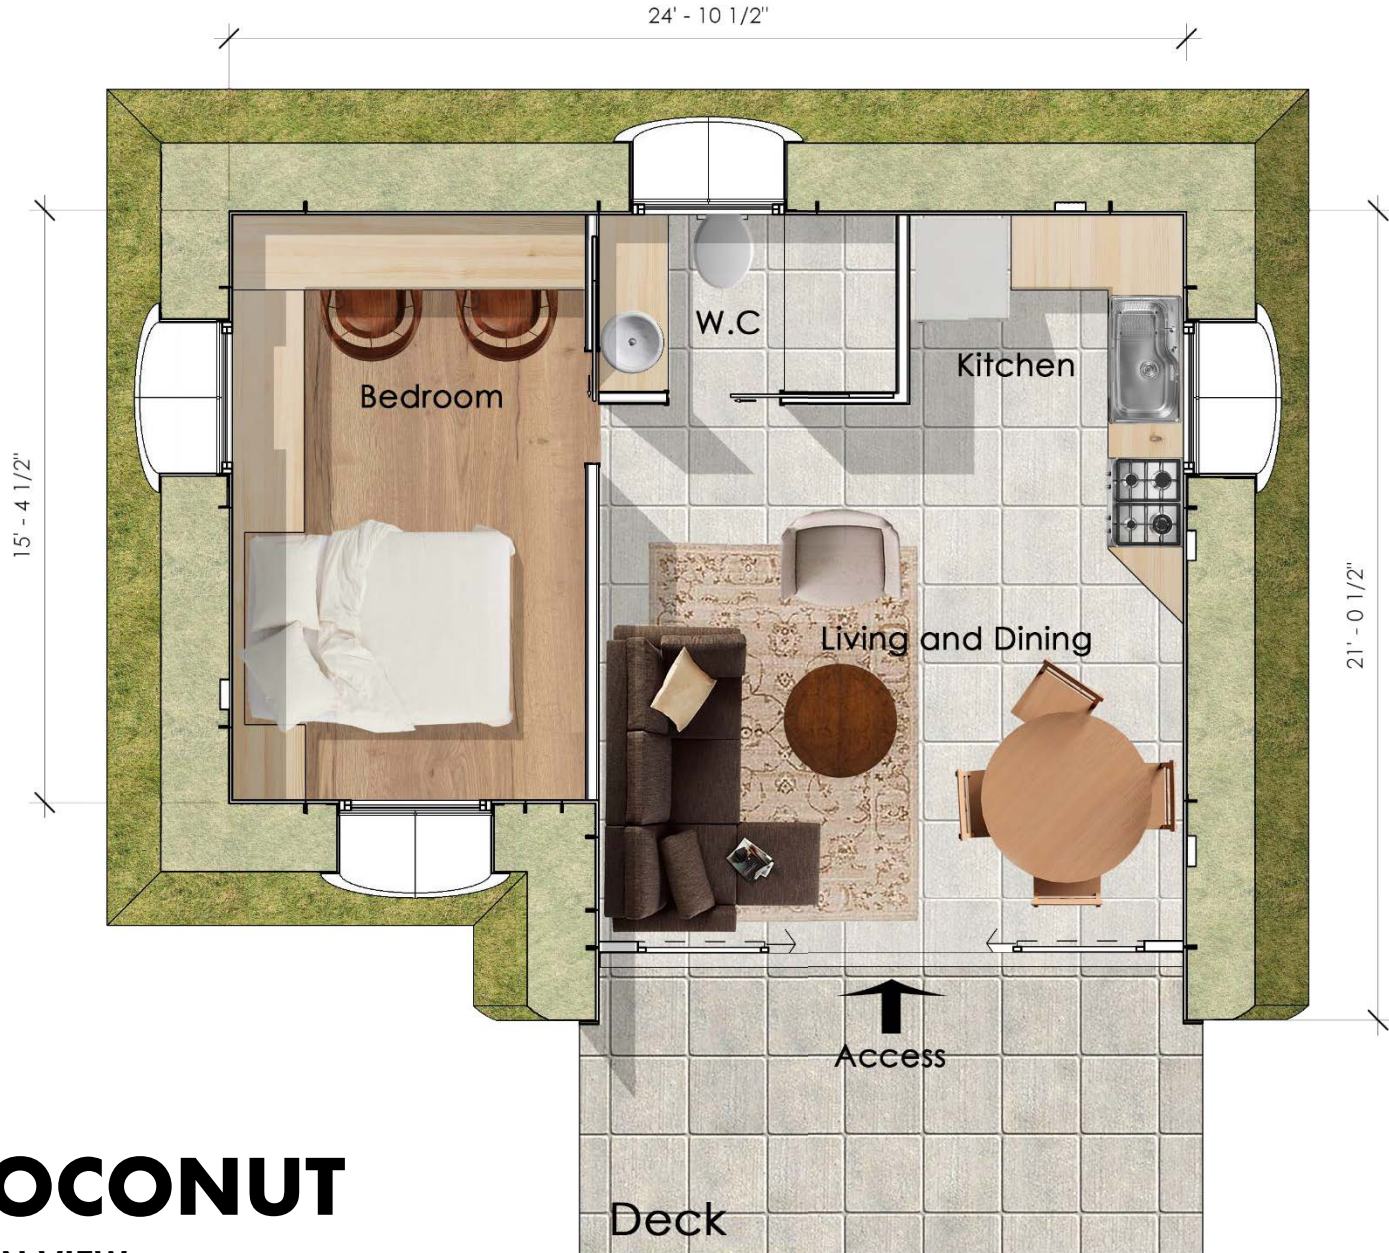 24' - 10 1/2"
W.C
Kitchen
Bedroom
15' - 4 1/2"
21' - 0 1/2"
Living and Dining
Access
OCONUT
Deck